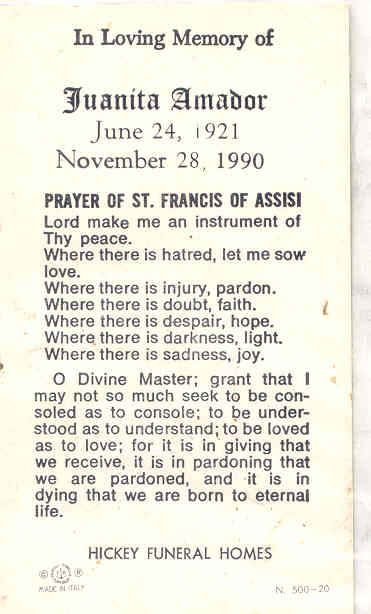 In Loving Memory of
Juanita Amador
June 24, 1921
November 28, 1990
PRAYER OF ST. FRANCIS OF ASSISI
Lord make me an instrument of
Thy peace.
Where there is hatred, let me sow
love.
Where there is injury, pardon.
Where there is doubt, faith.
Where there is despair, hope.
Where there is darkness, light.
Where there is sadness, joy.
O Divine Master; grant that I
may not so much seek to be con-
soled as to console; to be under-
stood as to understand; to be loved
as to love; for it is in giving that
we receive, it is in pardoning that
we are pardoned, and it is in
dying that we are born to eternal
life.
HICKEY FUNERAL HOMES
© ®
MADE IN ITALY
N. 500-20